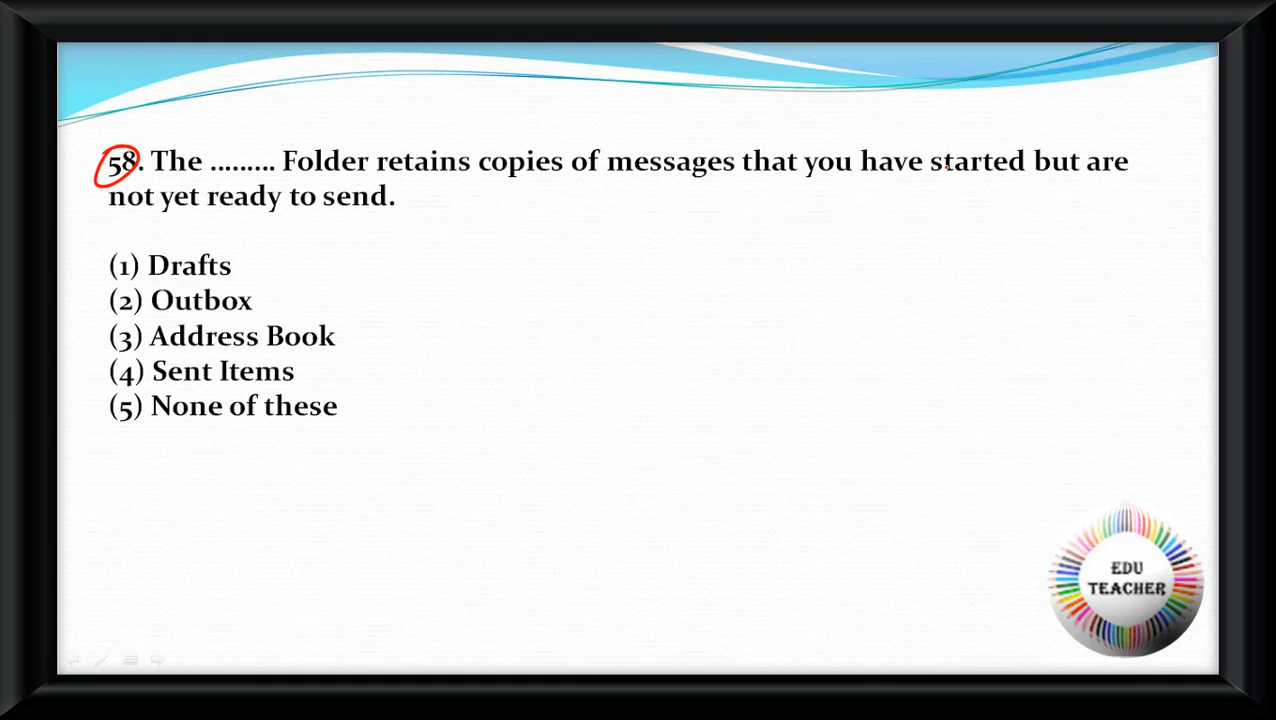 58. The ......... Folder retains copies of messages that you have started but are
not yet ready to send.
(1) Drafts
(2) Outbox
(3) Address Book
(4) Sent Items
(5) None of these
EDU
TEACHER